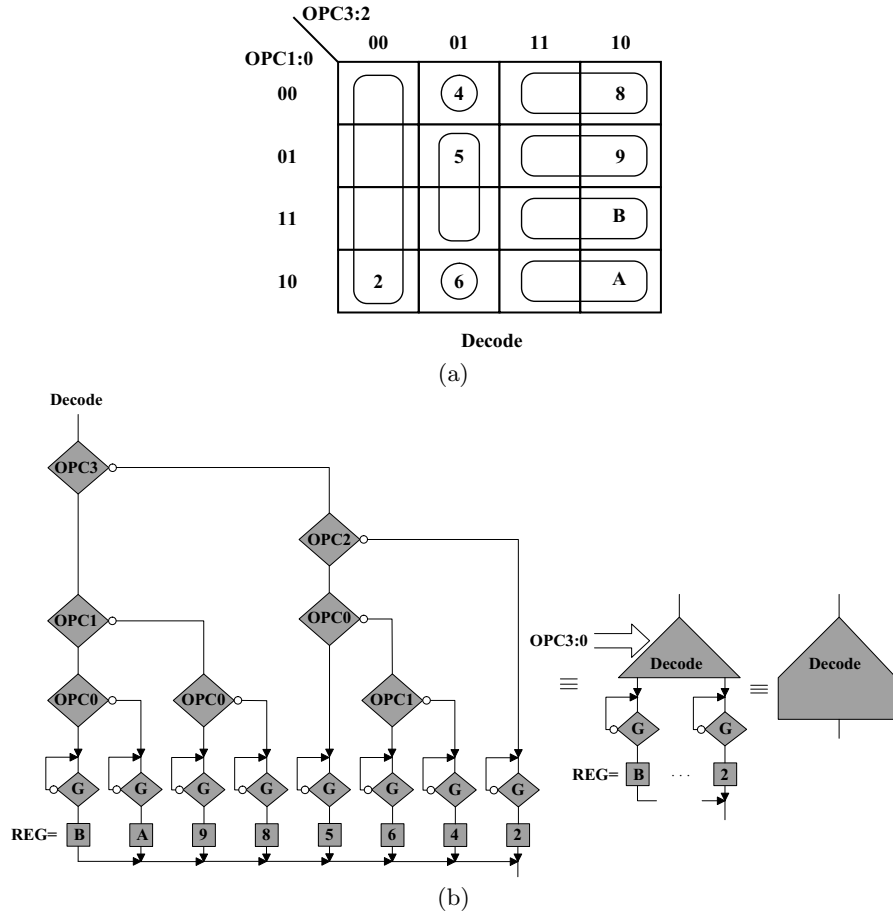 OPC3:2
OPC1:0
00 01 11 10
00 4 8
01 5 9
11 B
10 2 6 A
Decode
(a)
Decode
OPC3
OPC2
OPC1 OPC0
OPC0 OPC0 OPC1
G G G G G G G G
REG= B A 9 8 5 6 4 2
≡
OPC3:0
Decode
G G
REG= B ... 2
≡
Decode
(b)